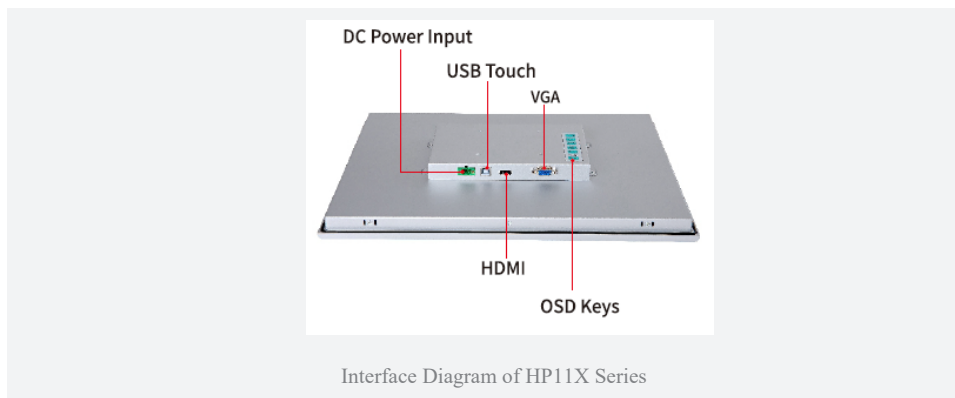 DC Power Input
USB Touch
VGA
HDMI
OSD Keys
Interface Diagram of HP11X Series